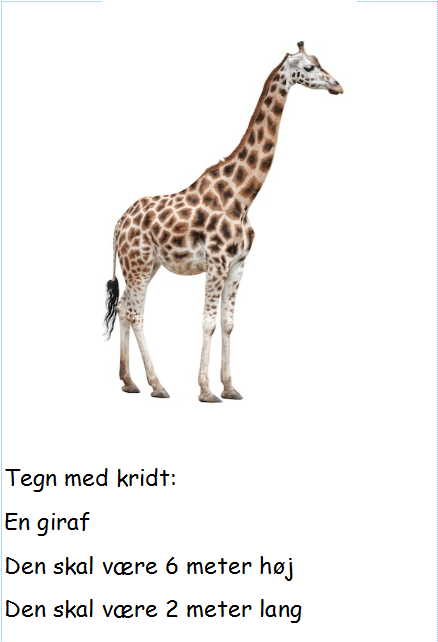 Tegn med kridt:
En giraf
Den skal være 6 meter høj
Den skal være 2 meter lang